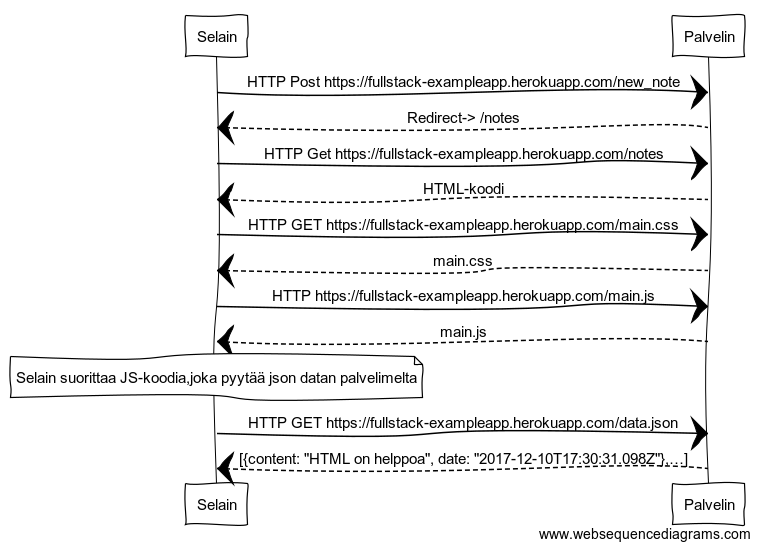 Selain Palvelin
HTTP Post https://fullstack-exampleapp.herokuapp.com/new_note
Redirect-> /notes
HTTP Get https://fullstack-exampleapp.herokuapp.com/notes
HTML-koodi
HTTP GET https://fullstack-exampleapp.herokuapp.com/main.css
main.css
HTTP https://fullstack-exampleapp.herokuapp.com/main.js
main.js
Selain suorittaa JS-koodia,joka pyytää json datan palvelimelta
HTTP GET https://fullstack-exampleapp.herokuapp.com/data.json
[{content: "HTML on helppoa", date: "2017-12-10T17:30:31.098Z"},...]
Selain Palvelin
www.websequencediagrams.com